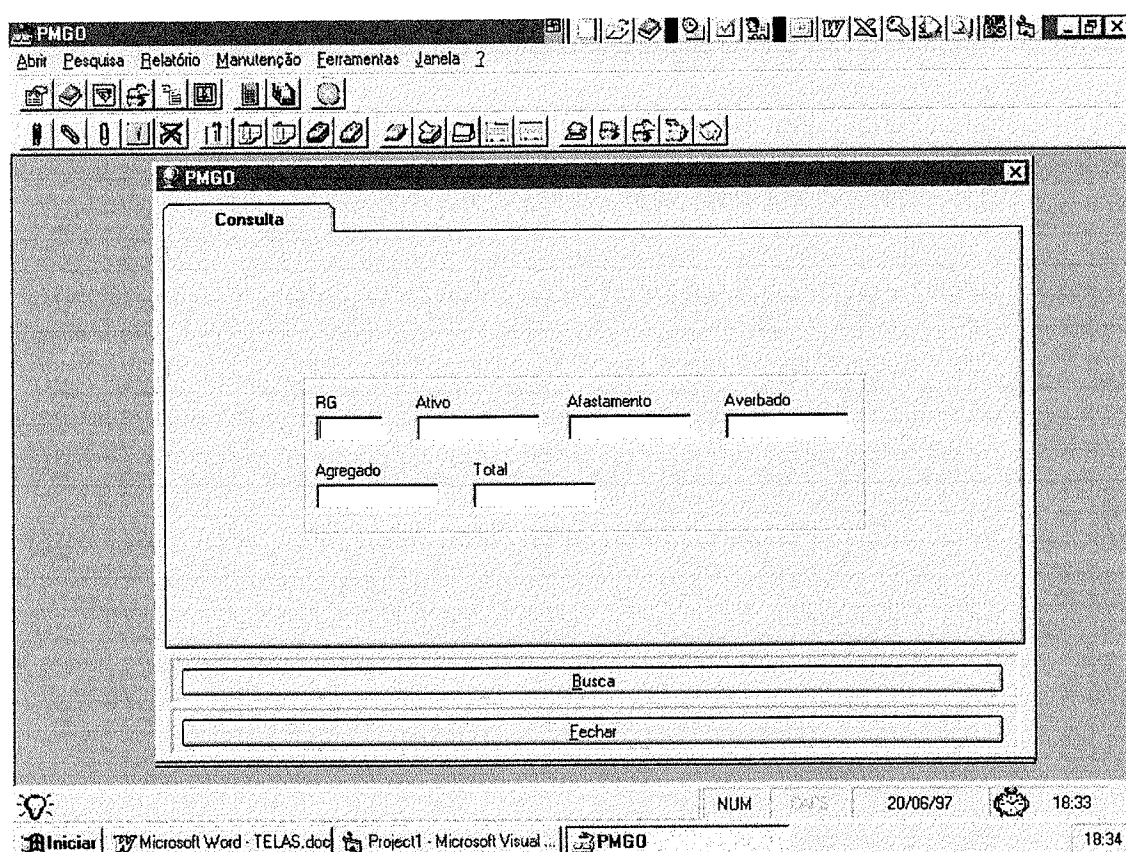 PMGO
Abrir Pesquisa Relatório Manutenção Ferramentas Janela ?
PMGO
Consulta
RG Ativo Afastamento Averbado
Agregado Total
Busca
Fechar
NUM CAPS 20/06/97 18:33
Iniciar Microsoft Word - TELAS.doc Project1 - Microsoft Visual ... PMGO 18:34